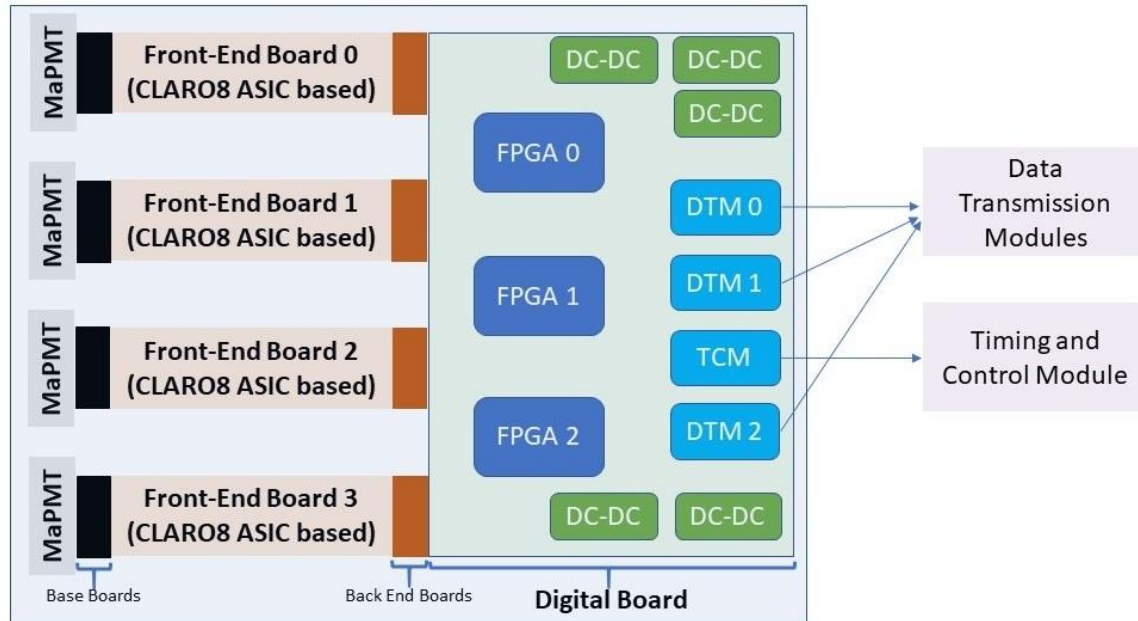 MaPMT
Front-End Board 0
(CLARO8 ASIC based)
MaPMT
Front-End Board 1
(CLARO8 ASIC based)
MaPMT
Front-End Board 2
(CLARO8 ASIC based)
MaPMT
Front-End Board 3
(CLARO8 ASIC based)
Base Boards
Back End Boards
DC-DC
DC-DC
DC-DC
FPGA 0
FPGA 1
FPGA 2
DTM 0
DTM 1
TCM
DTM 2
DC-DC
DC-DC
Digital Board
Data
Transmission
Modules
Timing and
Control Module